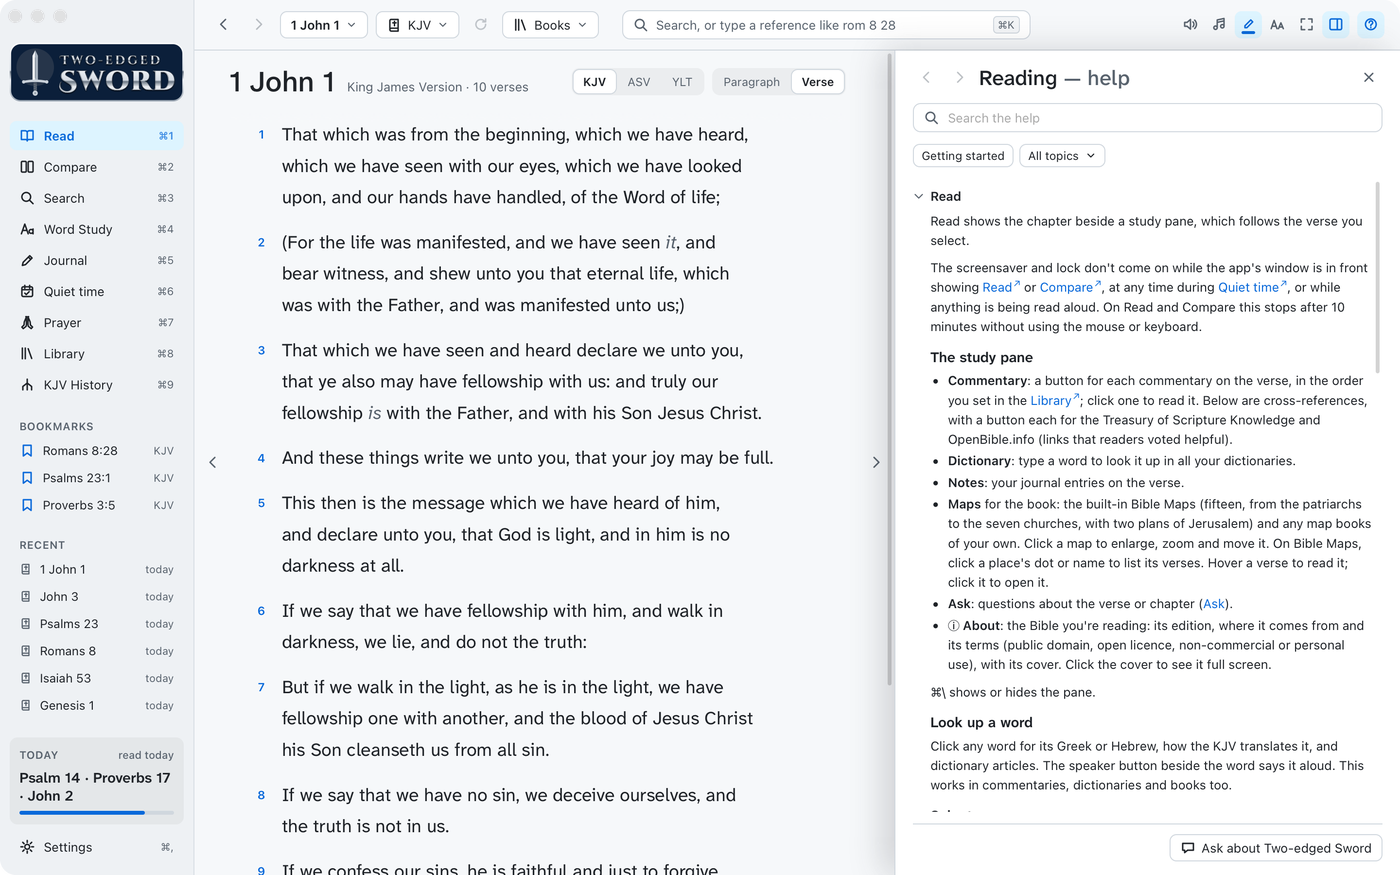 TWO-EDGED
SWORD
Read ⌘1
Compare ⌘2
Search ⌘3
Word Study ⌘4
Journal ⌘5
Quiet time ⌘6
Prayer ⌘7
Library ⌘8
KJV History ⌘9
BOOKMARKS
Romans 8:28 KJV
Psalms 23:1 KJV
Proverbs 3:5 KJV
RECENT
1 John 1 today
John 3 today
Psalms 23 today
Romans 8 today
Isaiah 53 today
Genesis 1 today
TODAY read today
Psalm 14 · Proverbs 17
· John 2
Settings ⌘,
1 John 1 KJV Books Search, or type a reference like rom 8 28 ⌘K
1 John 1 King James Version · 10 verses KJV ASV YLT Paragraph Verse
1 That which was from the beginning, which we have heard,
which we have seen with our eyes, which we have looked
upon, and our hands have handled, of the Word of life;
2 (For the life was manifested, and we have seen it, and
bear witness, and shew unto you that eternal life, which
was with the Father, and was manifested unto us;)
3 That which we have seen and heard declare we unto you,
that ye also may have fellowship with us: and truly our
fellowship is with the Father, and with his Son Jesus Christ.
4 And these things write we unto you, that your joy may be full.
5 This then is the message which we have heard of him,
and declare unto you, that God is light, and in him is no
darkness at all.
6 If we say that we have fellowship with him, and walk in
darkness, we lie, and do not the truth:
7 But if we walk in the light, as he is in the light, we have
fellowship one with another, and the blood of Jesus Christ
his Son cleanseth us from all sin.
8 If we say that we have no sin, we deceive ourselves, and
the truth is not in us.
9 If we confess our sins, he is faithful and just to forgive
Reading — help
Search the help
Getting started All topics
Read
Read shows the chapter beside a study pane, which follows the verse you
select.
The screensaver and lock don't come on while the app's window is in front
showing Read↗ or Compare↗, at any time during Quiet time↗, or while
anything is being read aloud. On Read and Compare this stops after 10
minutes without using the mouse or keyboard.
The study pane
• Commentary: a button for each commentary on the verse, in the order
you set in the Library↗; click one to read it. Below are cross-references,
with a button each for the Treasury of Scripture Knowledge and
OpenBible.info (links that readers voted helpful).
• Dictionary: type a word to look it up in all your dictionaries.
• Notes: your journal entries on the verse.
• Maps for the book: the built-in Bible Maps (fifteen, from the patriarchs
to the seven churches, with two plans of Jerusalem) and any map books
of your own. Click a map to enlarge, zoom and move it. On Bible Maps,
click a place's dot or name to list its verses. Hover a verse to read it;
click it to open it.
• Ask: questions about the verse or chapter (Ask).
• ⓘ About: the Bible you're reading: its edition, where it comes from and
its terms (public domain, open licence, non-commercial or personal
use), with its cover. Click the cover to see it full screen.
⌘\ shows or hides the pane.
Look up a word
Click any word for its Greek or Hebrew, how the KJV translates it, and
dictionary articles. The speaker button beside the word says it aloud. This
works in commentaries, dictionaries and books too.
Ask about Two-edged Sword